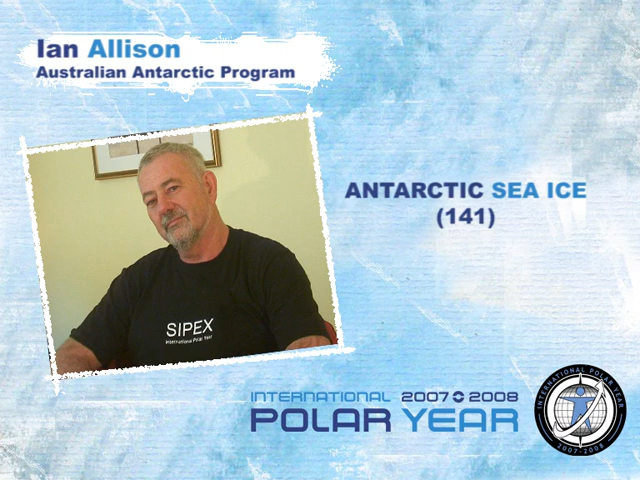 Ian Allison
Australian Antarctic Program
ANTARCTIC SEA ICE
(141)
SIPEX
International Polar Year
INTERNATIONAL 2007 2008
POLAR YEAR
INTERNATIONAL POLAR YEAR
2007-2008